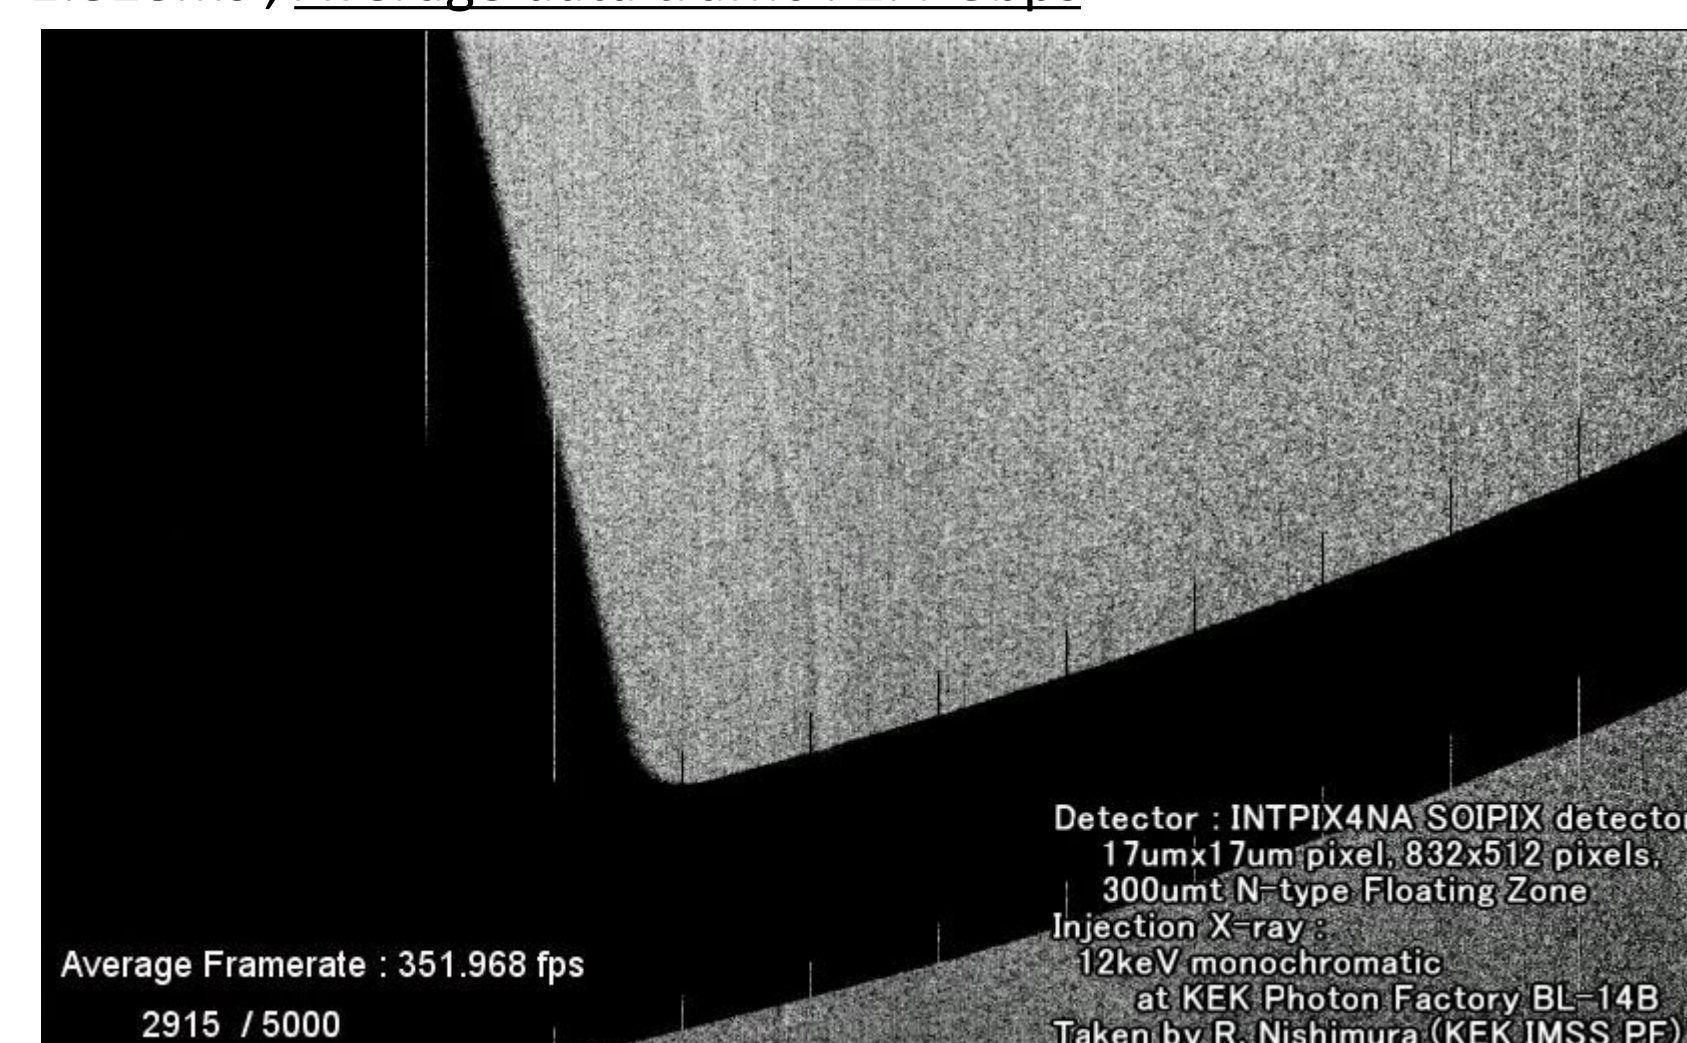 Average Framerate : 351.968 fps
2915 / 5000
Detector : INTPIX4NA SOIPIX detector
17umx17um pixel, 832x512 pixels,
300umt N-type Floating Zone
Injection X-ray :
12keV monochromatic
at KEK Photon Factory BL-14B
Taken by R. Nishimura (KEK IMSS PF)